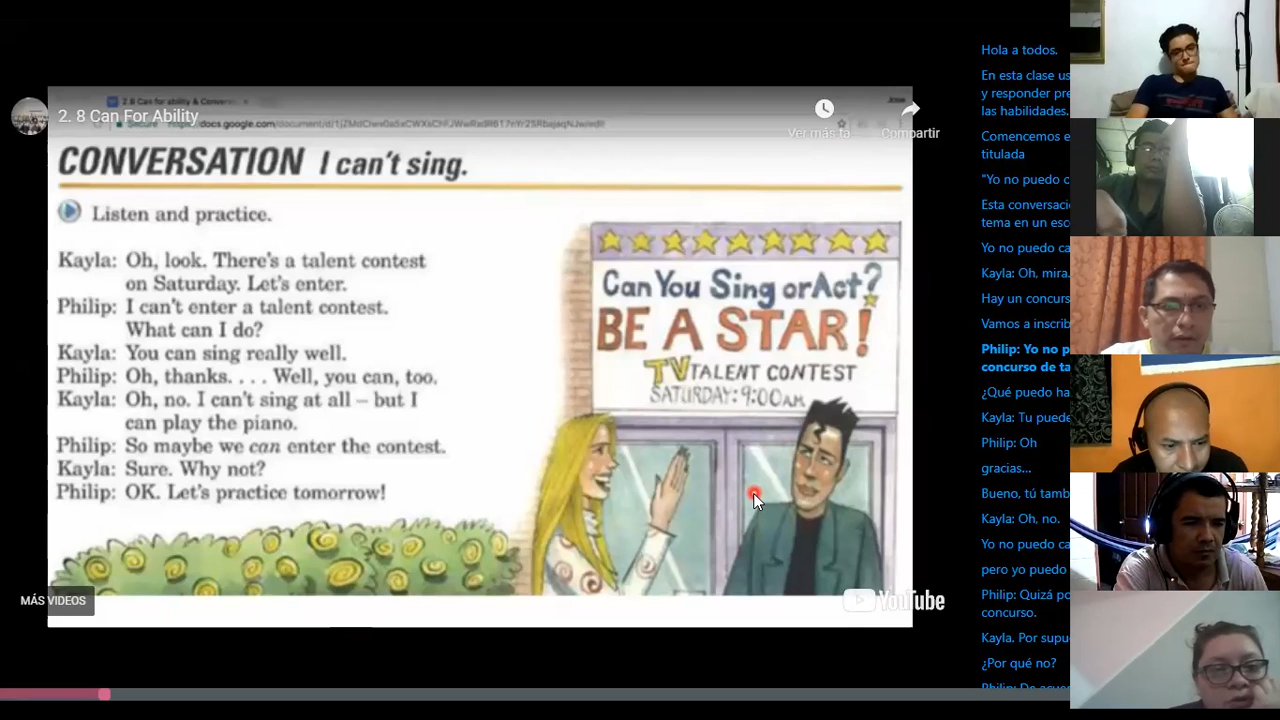 2. 8 Can For Ability
Ver más ta
Compartir
CONVERSATION I can't sing.
Listen and practice.
Kayla: Oh, look. There's a talent contest
on Saturday. Let's enter.
Philip: I can't enter a talent contest.
What can I do?
Kayla: You can sing really well.
Philip: Oh, thanks. . . . Well, you can, too.
Kayla: Oh, no. I can't sing at all – but I
can play the piano.
Philip: So maybe we can enter the contest.
Kayla: Sure. Why not?
Philip: OK. Let's practice tomorrow!
Can You Sing or Act?
BE A STAR!
TV TALENT CONTEST
SATURDAY: 9:00 AM
MÁS VIDEOS
YouTube
Hola a todos.
En esta clase us
y responder pre
las habilidades.
Comencemos e
titulada
"Yo no puedo c
Esta conversaci
tema en un esc
Yo no puedo ca
Kayla: Oh, mira.
Hay un concurs
Vamos a inscrib
Philip: Yo no p
concurso de ta
¿Qué puedo ha
Kayla: Tu puede
Philip: Oh
gracias...
Bueno, tú tamb
Kayla: Oh, no.
Yo no puedo ca
pero yo puedo
Philip: Quizá po
concurso.
Kayla. Por supu
¿Por qué no?